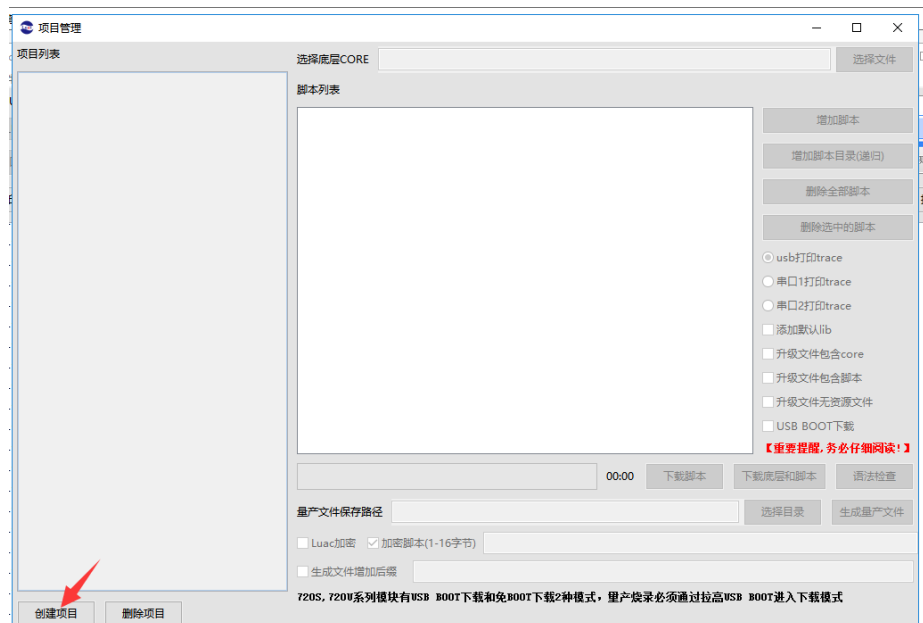 项目管理
项目列表
选择底层CORE
选择文件
脚本列表
增加脚本
增加脚本目录(递归)
删除全部脚本
删除选中的脚本
usb打印trace
串口1打印trace
串口2打印trace
添加默认lib
升级文件包含core
升级文件包含脚本
升级文件无资源文件
USB BOOT下载
【重要提醒,务必仔细阅读!】
00:00
下载脚本
下载底层和脚本
语法检查
量产文件保存路径
选择目录
生成量产文件
Luac加密
加密脚本(1-16字节)
生成文件增加后缀
720S,720U系列模块有USB BOOT下载和免BOOT下载2种模式，量产烧录必须通过拉高USB BOOT进入下载模式
创建项目
删除项目